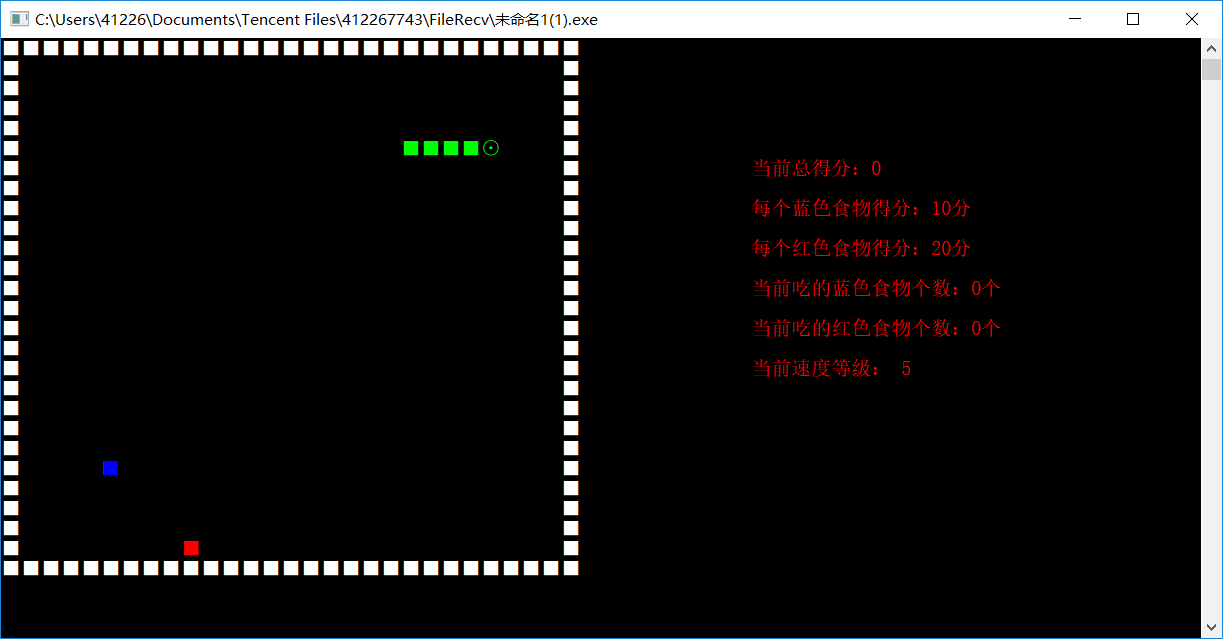 C:\Users\41226\Documents\Tencent Files\412267743\FileRecv\未命名1(1).exe
当前总得分：0
每个蓝色食物得分：10分
每个红色食物得分：20分
当前吃的蓝色食物个数：0个
当前吃的红色食物个数：0个
当前速度等级： 5